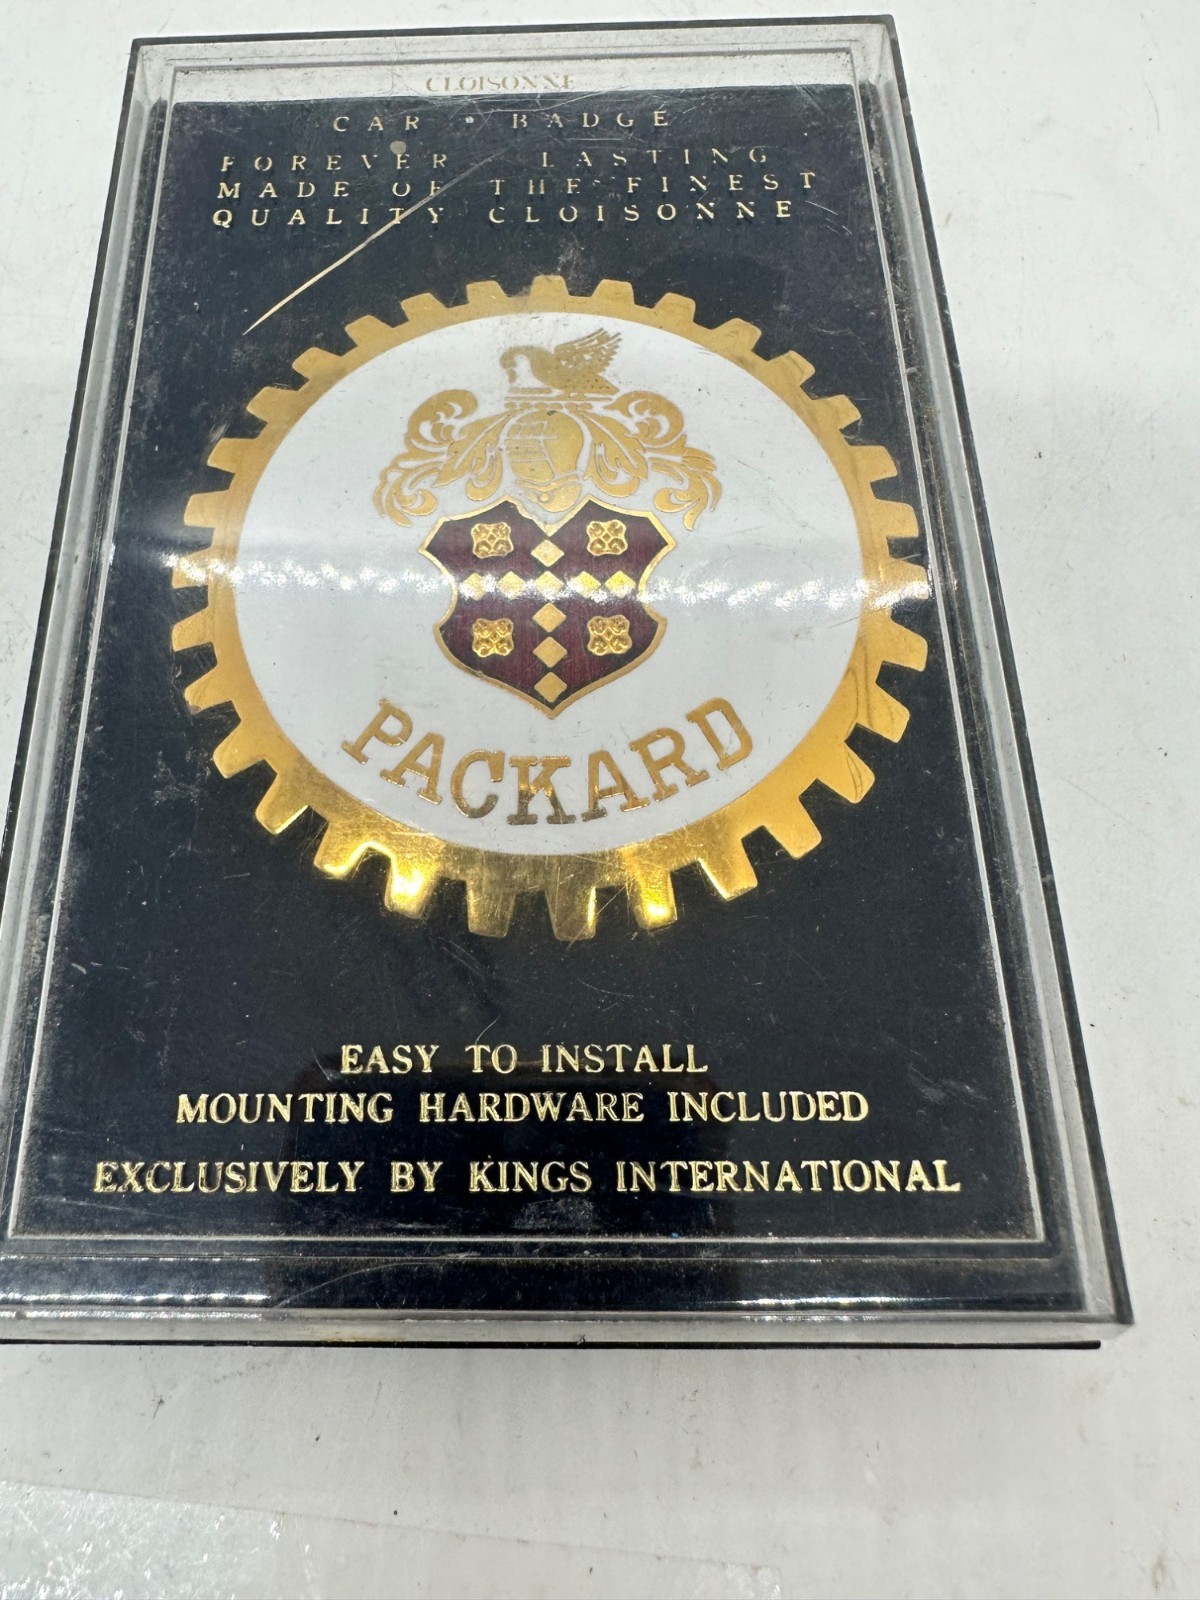 CLOISONNE
CAR • BADGE
FOREVER LASTING
MADE OF THE FINEST
QUALITY CLOISONNE
PACKARD
EASY TO INSTALL
MOUNTING HARDWARE INCLUDED
EXCLUSIVELY BY KINGS INTERNATIONAL